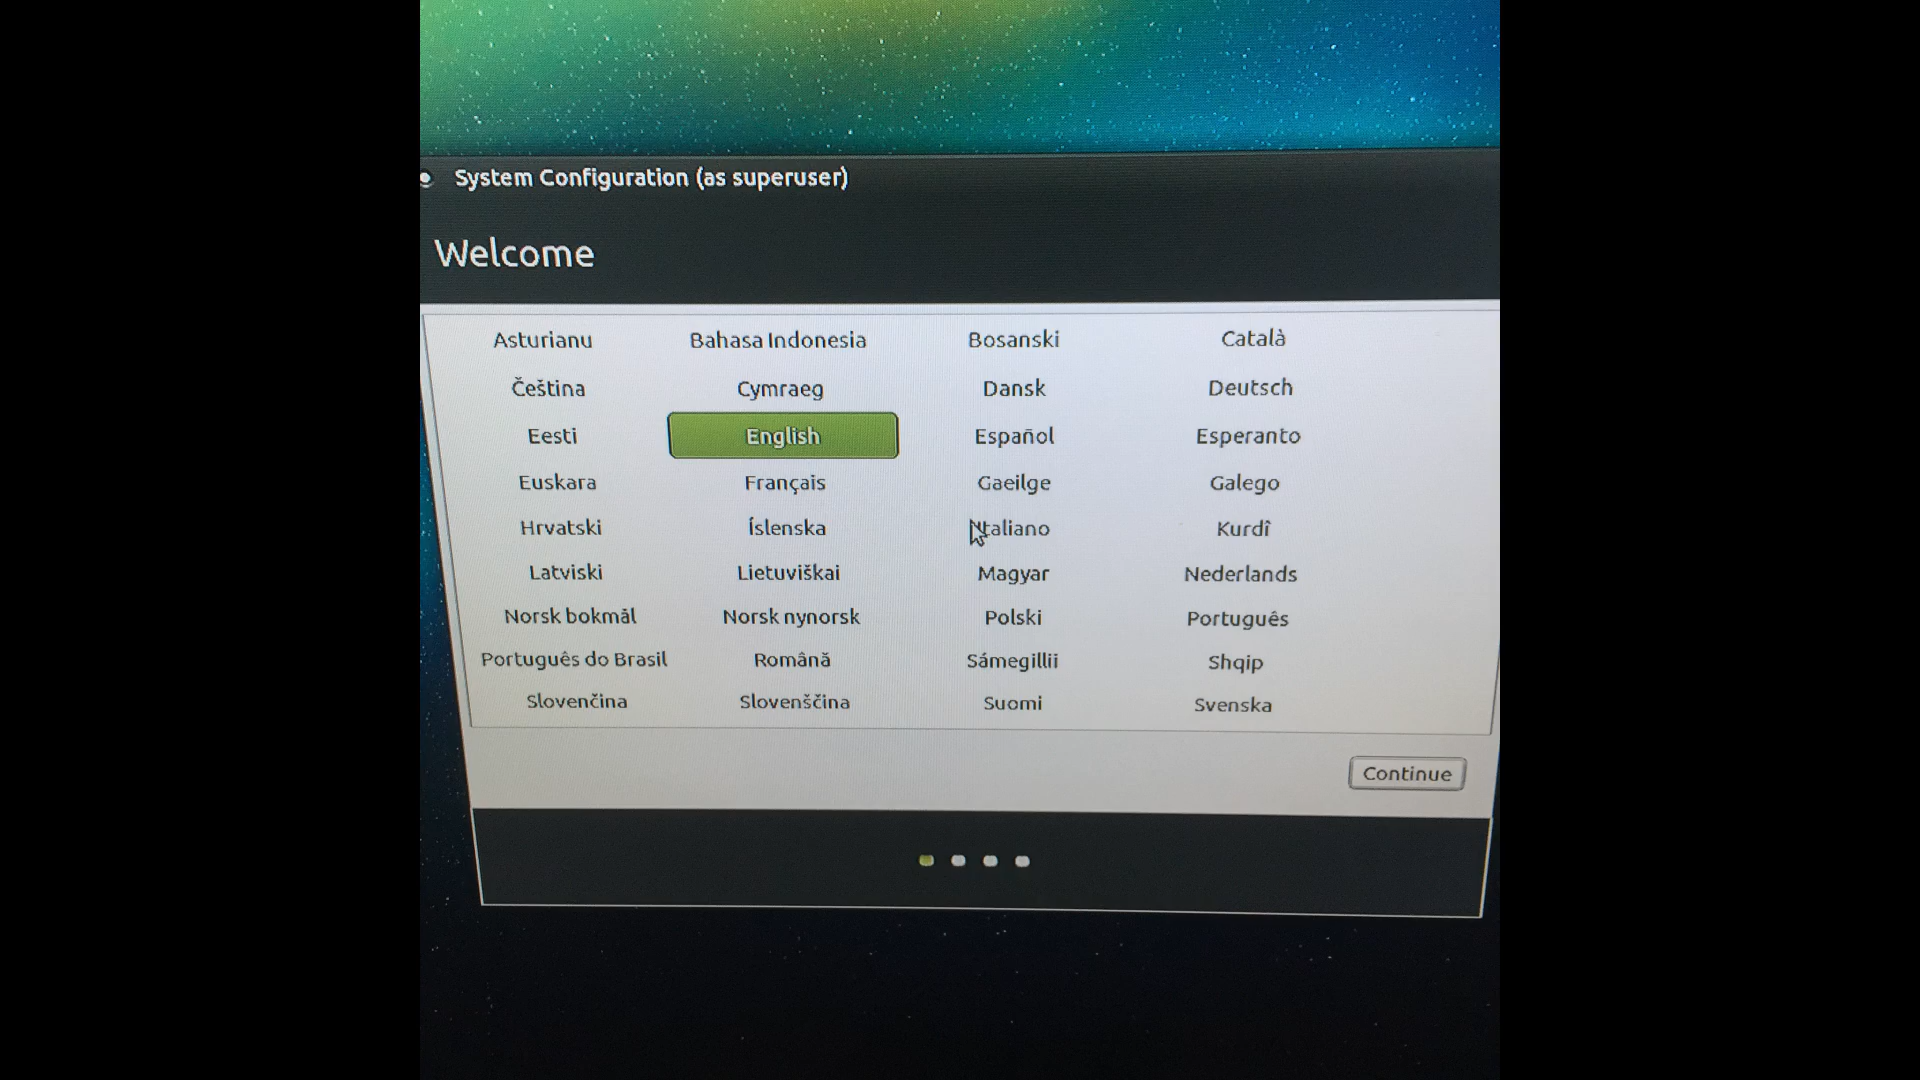 System Configuration (as superuser)
Welcome
Asturianu Bahasa Indonesia Bosanski Català
Čeština Cymraeg Dansk Deutsch
Eesti English Español Esperanto
Euskara Français Gaeilge Galego
Hrvatski Íslenska Italiano Kurdî
Latviski Lietuviškai Magyar Nederlands
Norsk bokmål Norsk nynorsk Polski Português
Português do Brasil Română Sámegillii Shqip
Slovenčina Slovenščina Suomi Svenska
Continue